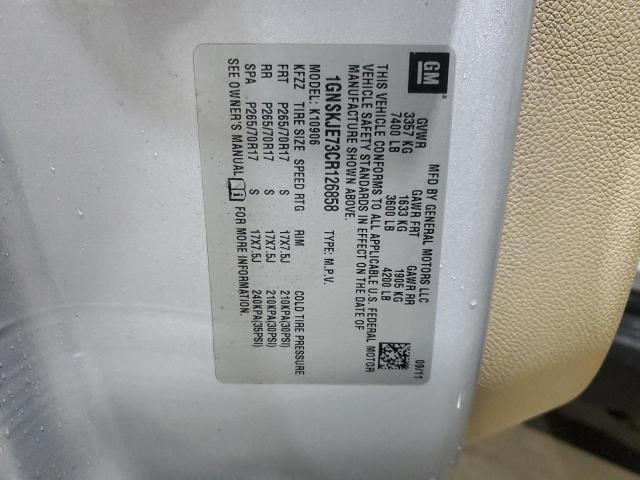 GM
MFD BY GENERAL MOTORS LLC 09/11
GVWR GAWR FRT GAWR RR
3357 KG 1633 KG 1905 KG
7400 LB 3600 LB 4200 LB
THIS VEHICLE CONFORMS TO ALL APPLICABLE U.S. FEDERAL MOTOR
VEHICLE SAFETY STANDARDS IN EFFECT ON THE DATE OF
MANUFACTURE SHOWN ABOVE.
1GNSKJE73CR126858 TYPE: M.P.V.
MODEL: K10906
KFZZ TIRE SIZE SPEED RTG RIM COLD TIRE PRESSURE
FRT P265/70R17 S 17X7.5J 210KPA(30PSI)
RR P265/70R17 S 17X7.5J 210KPA(30PSI)
SPA P265/70R17 S 17X7.5J 240KPA(35PSI)
SEE OWNER'S MANUAL i FOR MORE INFORMATION.